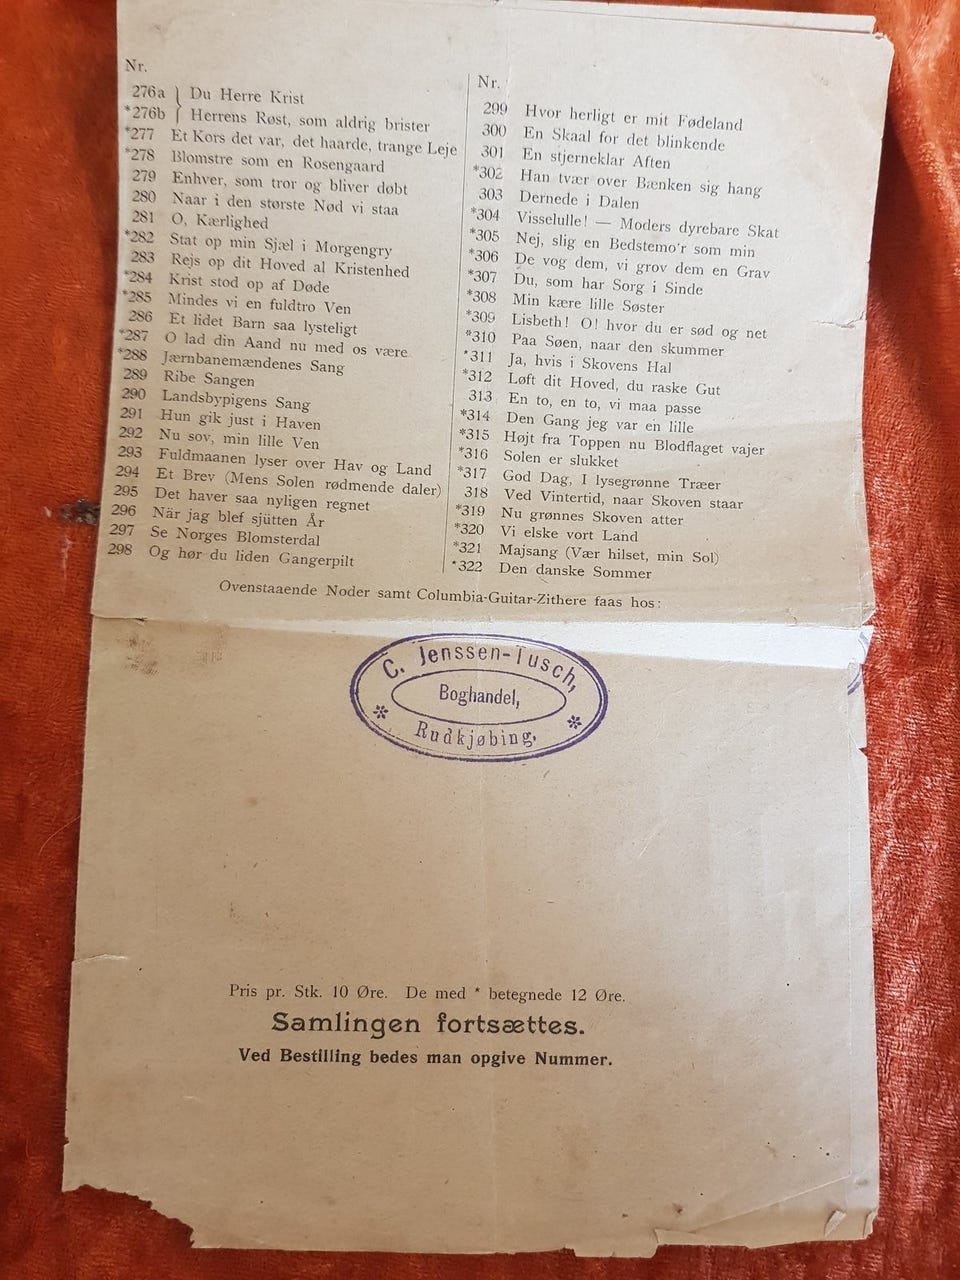 Nr.
276a } Du Herre Krist
*276b } Herrens Røst, som aldrig brister
*277 Et Kors det var, det haarde, trange Leje
*278 Blomstre som en Rosengaard
279 Enhver, som tror og bliver døbt
280 Naar i den største Nød vi staa
281 O, Kærlighed
*282 Stat op min Sjæl i Morgengry
283 Rejs op dit Hoved al Kristenhed
*284 Krist stod op af Døde
*285 Mindes vi en fuldtro Ven
286 Et lidet Barn saa lysteligt
*287 O lad din Aand nu med os være
*288 Jærnbanemændenes Sang
289 Ribe Sangen
290 Landsbypigens Sang
291 Hun gik just i Haven
292 Nu sov, min lille Ven
293 Fuldmaanen lyser over Hav og Land
294 Et Brev (Mens Solen rødmende daler)
295 Det haver saa nyligen regnet
296 När jag blef sjütten År
297 Se Norges Blomsterdal
298 Og hør du liden Gangerpilt
Nr.
299 Hvor herligt er mit Fødeland
300 En Skaal for det blinkende
301 En stjerneklar Aften
*302 Han tvær over Bænken sig hang
303 Dernede i Dalen
*304 Visselulle! — Moders dyrebare Skat
*305 Nej, slig en Bedstemo'r som min
*306 De vog dem, vi grov dem en Grav
*307 Du, som har Sorg i Sinde
*308 Min kære lille Søster
*309 Lisbeth! O! hvor du er sød og net
*310 Paa Søen, naar den skummer
*311 Ja, hvis i Skovens Hal
*312 Løft dit Hoved, du raske Gut
313 En to, en to, vi maa passe
*314 Den Gang jeg var en lille
*315 Højt fra Toppen nu Blodflaget vajer
*316 Solen er slukket
*317 God Dag, I lysegrønne Træer
318 Ved Vintertid, naar Skoven staar
*319 Nu grønnes Skoven atter
*320 Vi elske vort Land
*321 Majsang (Vær hilset, min Sol)
*322 Den danske Sommer
Ovenstaaende Noder samt Columbia-Guitar-Zithere faas hos:
C. Jenssen-Tusch,
Boghandel,
* Rudkjøbing. *
Pris pr. Stk. 10 Øre. De med * betegnede 12 Øre.
Samlingen fortsættes.
Ved Bestilling bedes man opgive Nummer.